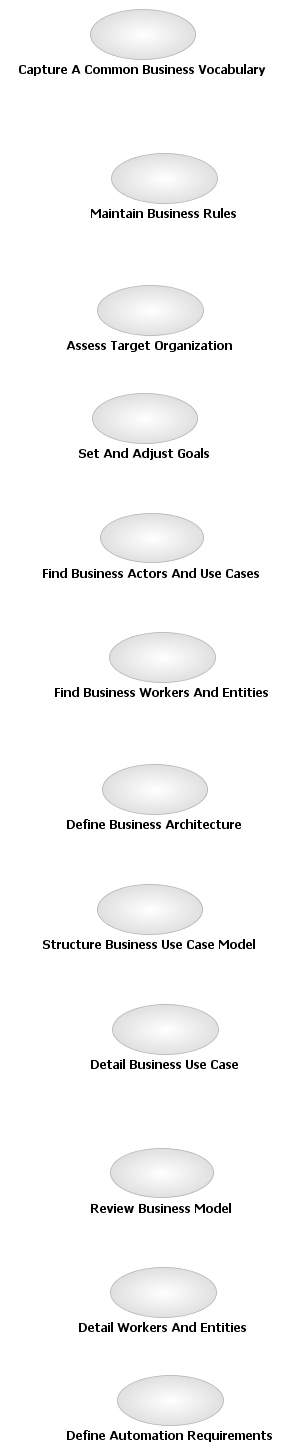 Capture A Common Business Vocabulary
Maintain Business Rules
Assess Target Organization
Set And Adjust Goals
Find Business Actors And Use Cases
Find Business Workers And Entities
Define Business Architecture
Structure Business Use Case Model
Detail Business Use Case
Review Business Model
Detail Workers And Entities
Define Automation Requirements